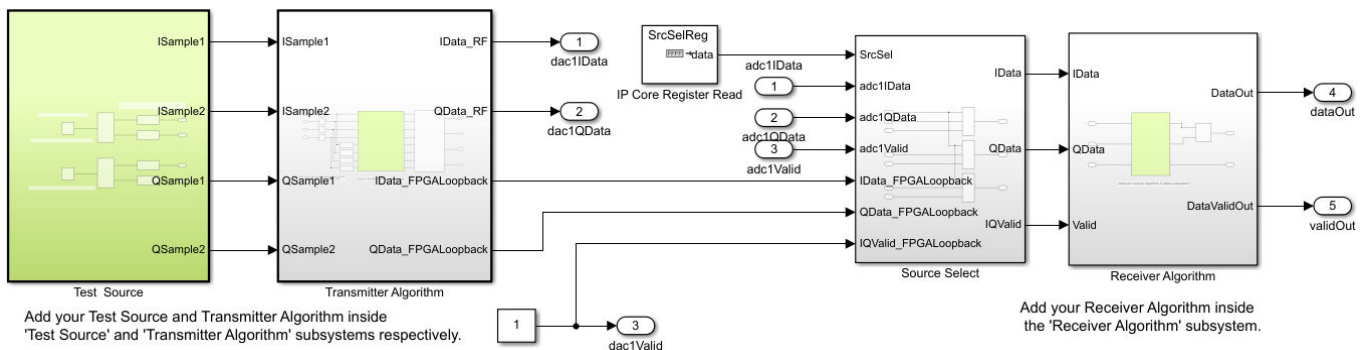 ISample1
ISample2
QSample1
QSample2
Test Source
ISample1
ISample2
QSample1
QSample2
IData_RF
QData_RF
IData_FPGALoopback
QData_FPGALoopback
Transmitter Algorithm
1
dac1IData
2
dac1QData
SrcSelReg
FFFF
data
IP Core Register Read
adc1IData
1
2
adc1QData
3
adc1Valid
SrcSel
adc1IData
adc1QData
adc1Valid
IData_FPGALoopback
QData_FPGALoopback
IQValid_FPGALoopback
IData
QData
IQValid
Source Select
IData
QData
Valid
DataOut
DataValidOut
Receiver Algorithm
4
dataOut
5
validOut
Add your Test Source and Transmitter Algorithm inside
'Test Source' and 'Transmitter Algorithm' subsystems respectively.
1
3
dac1Valid
Add your Receiver Algorithm inside
the 'Receiver Algorithm' subsystem.